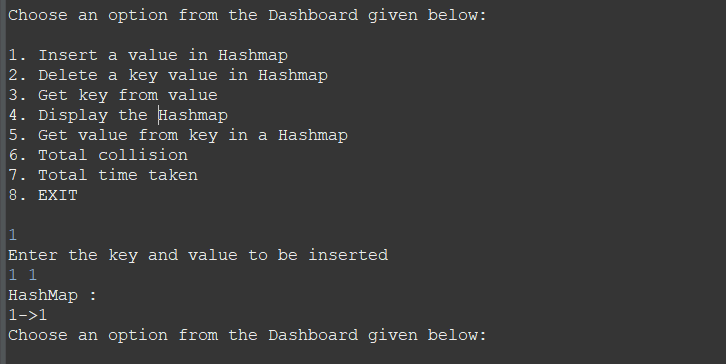 Choose an option from the Dashboard given below:
1. Insert a value in Hashmap
2. Delete a key value in Hashmap
3. Get key from value
4. Display the Hashmap
5. Get value from key in a Hashmap
6. Total collision
7. Total time taken
8. EXIT
1
Enter the key and value to be inserted
1 1
HashMap :
1->1
Choose an option from the Dashboard given below: